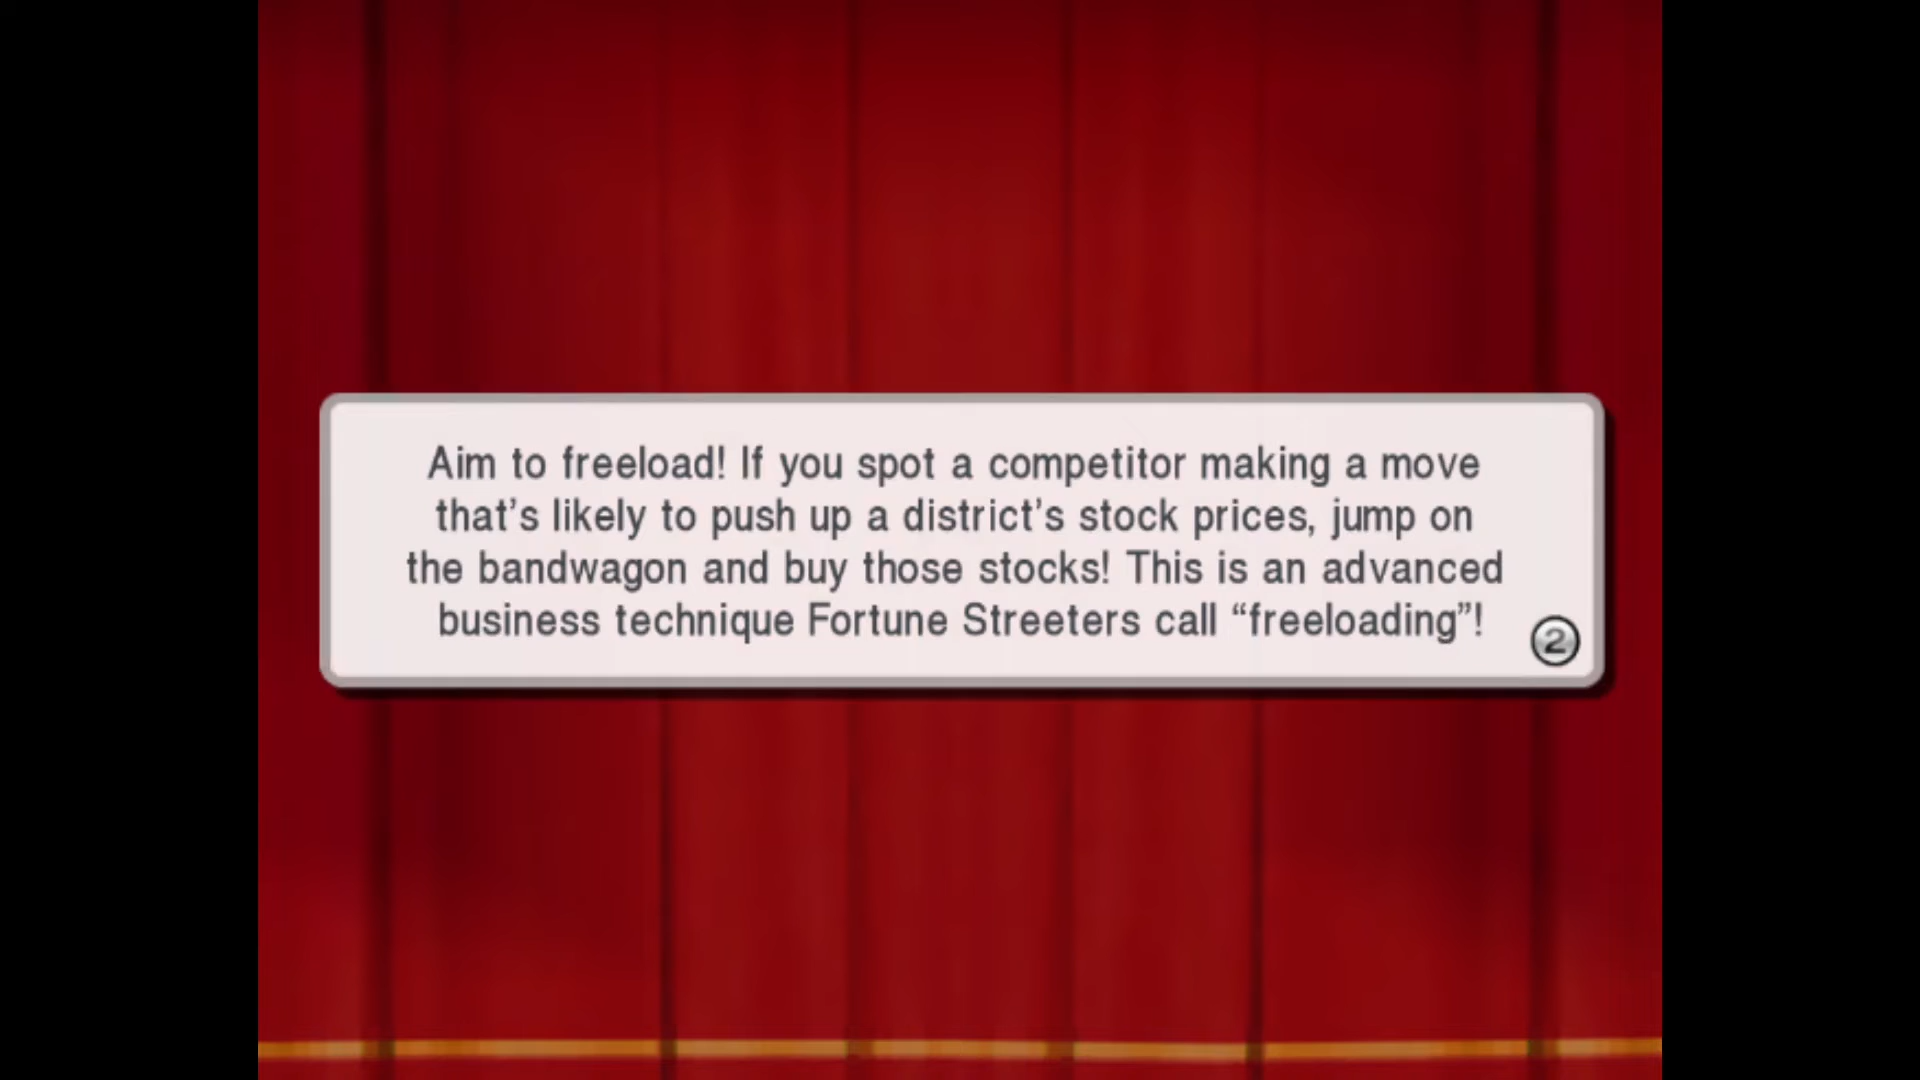 Aim to freeload! If you spot a competitor making a move
that’s likely to push up a district’s stock prices, jump on
the bandwagon and buy those stocks! This is an advanced
business technique Fortune Streeters call “freeloading”!
2